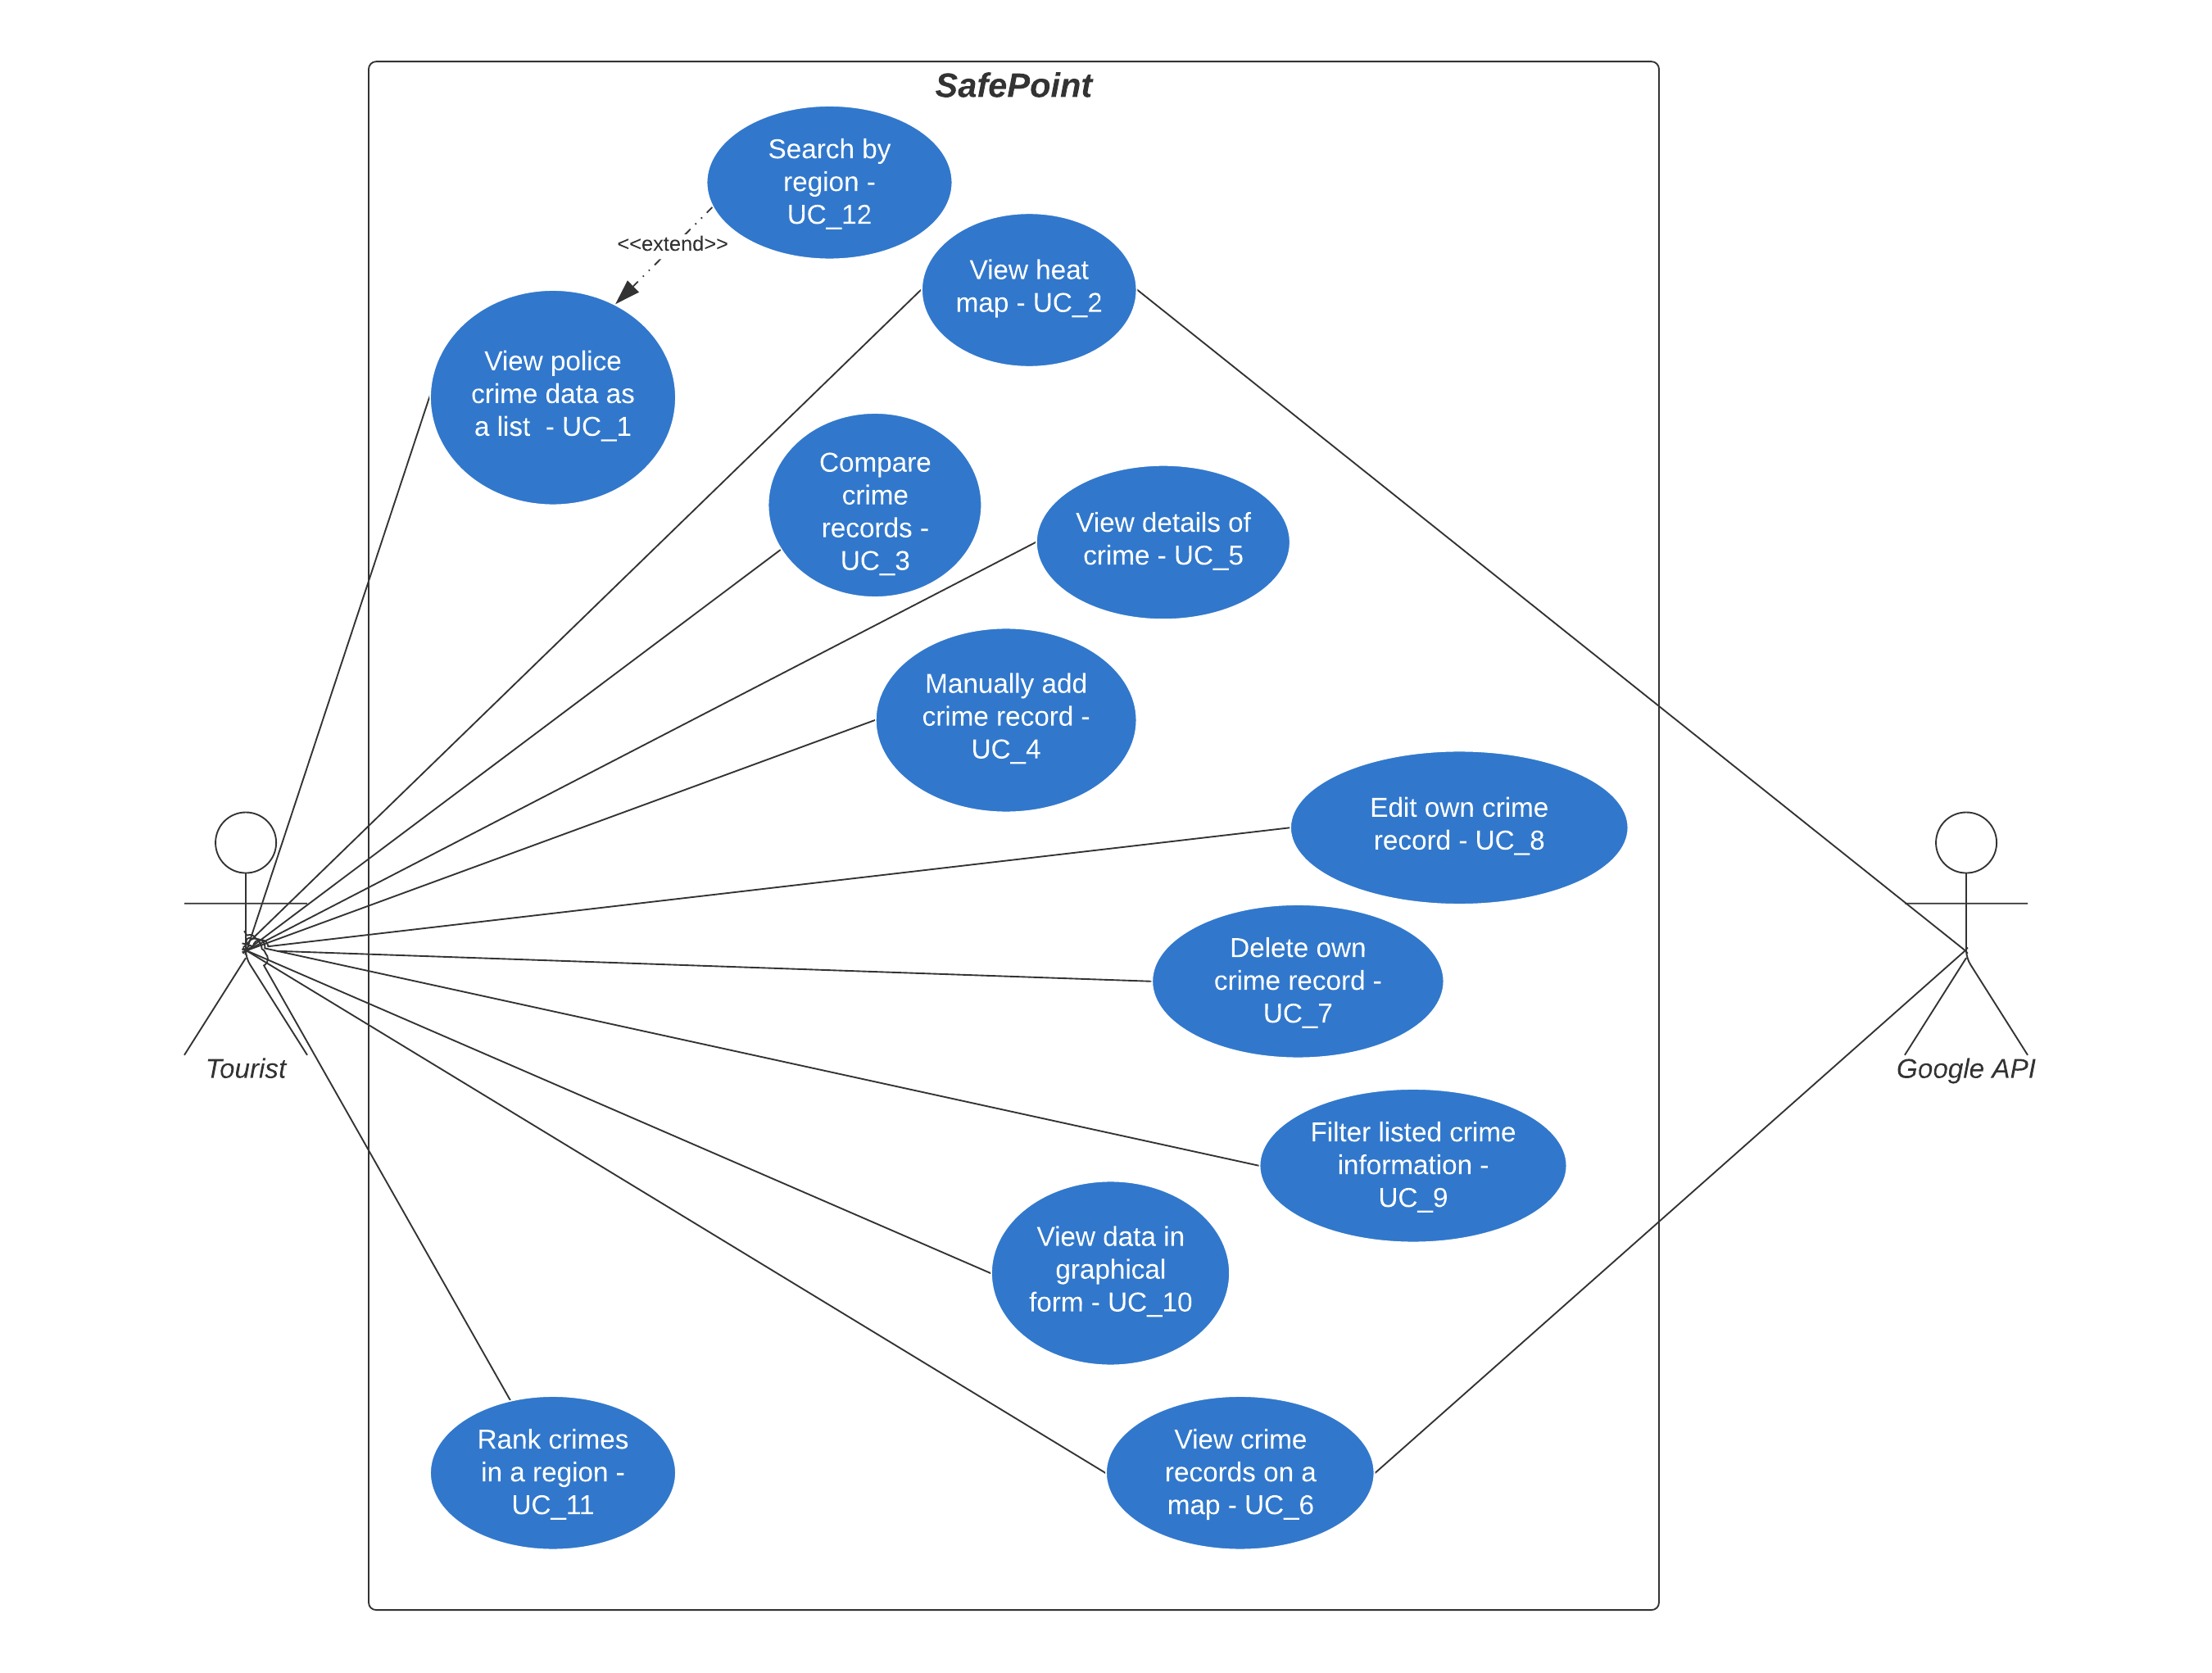 SafePoint
Search by
region -
UC_12
<<extend>>
View heat
map - UC_2
View police
crime data as
a list  - UC_1
Compare
crime
records -
UC_3
View details of
crime - UC_5
Manually add
crime record -
UC_4
Edit own crime
record - UC_8
Delete own
crime record -
UC_7
Tourist
Google API
Filter listed crime
information -
UC_9
View data in
graphical
form - UC_10
Rank crimes
in a region -
UC_11
View crime
records on a
map - UC_6